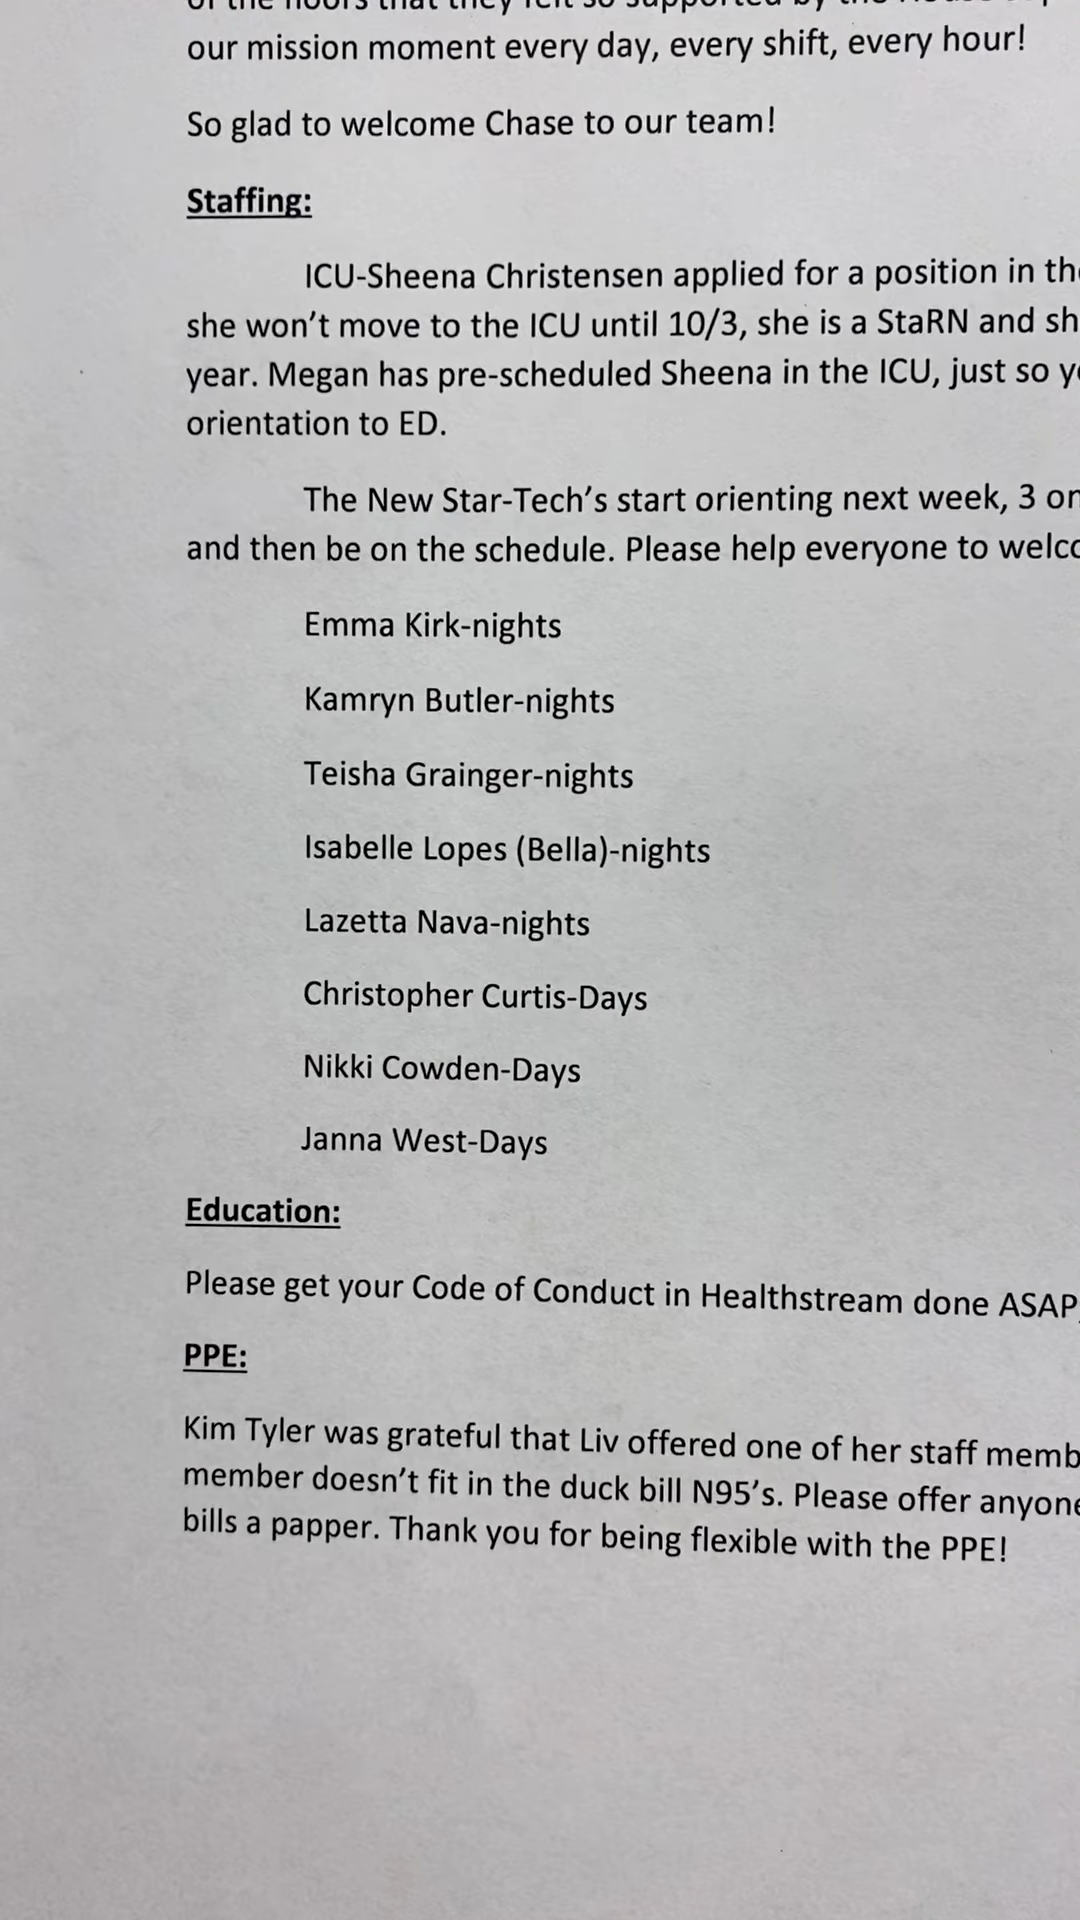 our mission moment every day, every shift, every hour!
So glad to welcome Chase to our team!
Staffing:
ICU-Sheena Christensen applied for a position in
she won't move to the ICU until 10/3, she is a StaRN and
year. Megan has pre-scheduled Sheena in the ICU, just so
orientation to ED.
The New Star-Tech's start orienting next week, 3
and then be on the schedule. Please help everyone to
Emma Kirk-nights
Kamryn Butler-nights
Teisha Grainger-nights
Isabelle Lopes (Bella)-nights
Lazetta Nava-nights
Christopher Curtis-Days
Nikki Cowden-Days
Janna West-Days
Education:
Please get your Code of Conduct in Healthstream done ASAP
PPE:
Kim Tyler was grateful that Liv offered one of her staff
member doesn't fit in the duck bill N95's. Please offer
bills a papper. Thank you for being flexible with the PPE!